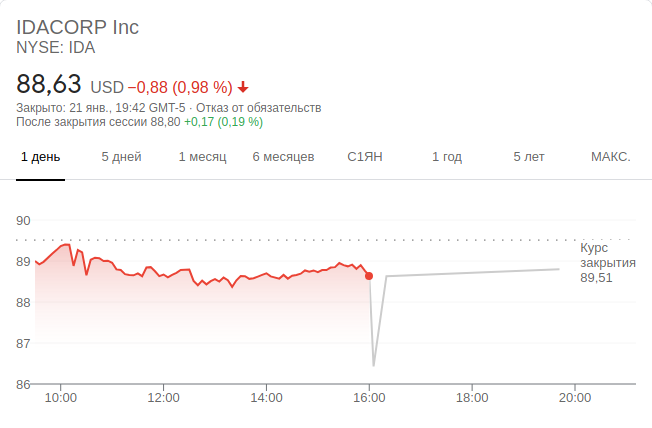 IDACORP Inc
NYSE: IDA
88,63 USD −0,88 (0,98 %)
Закрыто: 21 янв., 19:42 GMT-5 · Отказ от обязательств
После закрытия сессии 88,80 +0,17 (0,19 %)
1 день 5 дней 1 месяц 6 месяцев С1ЯН 1 год 5 лет МАКС.
90
Курс
закрытия
89,51
89
88
87
86
10:00 12:00 14:00 16:00 18:00 20:00